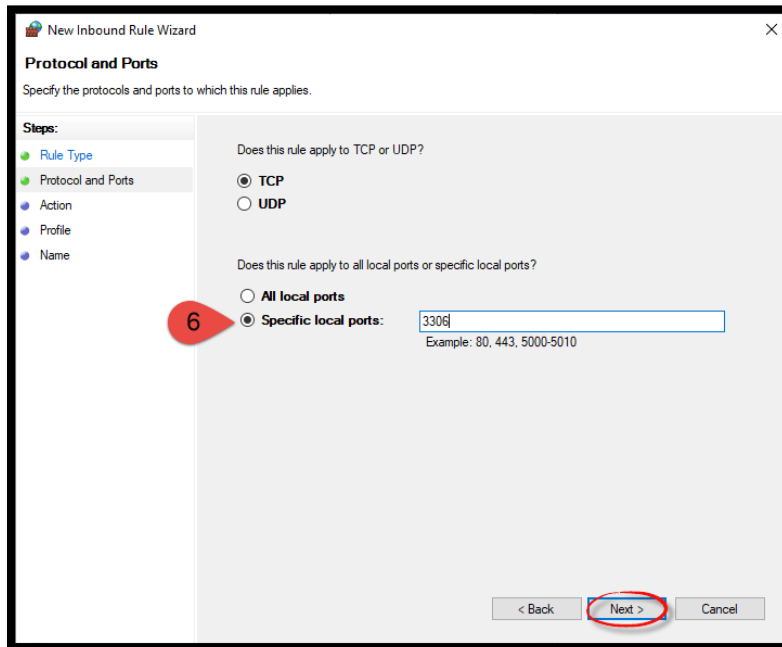 New Inbound Rule Wizard
Protocol and Ports
Specify the protocols and ports to which this rule applies.
Steps:
Rule Type
Protocol and Ports
Action
Profile
Name
Does this rule apply to TCP or UDP?
TCP
UDP
Does this rule apply to all local ports or specific local ports?
All local ports
6
Specific local ports: 3306
Example: 80, 443, 5000-5010
< Back Next > Cancel